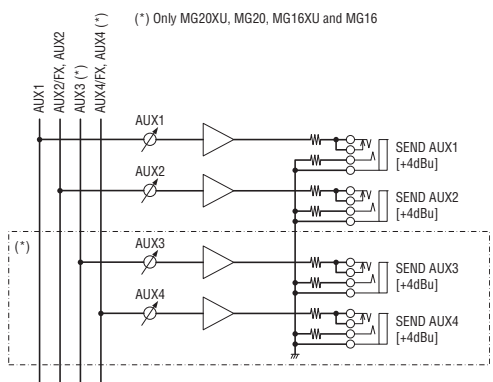 (*) Only MG20XU, MG20, MG16XU and MG16
AUX1
AUX2/FX, AUX2
AUX3 (*)
AUX4/FX, AUX4 (*)
AUX1
SEND AUX1
[+4dBu]
AUX2
SEND AUX2
[+4dBu]
(*)
AUX3
SEND AUX3
[+4dBu]
AUX4
SEND AUX4
[+4dBu]